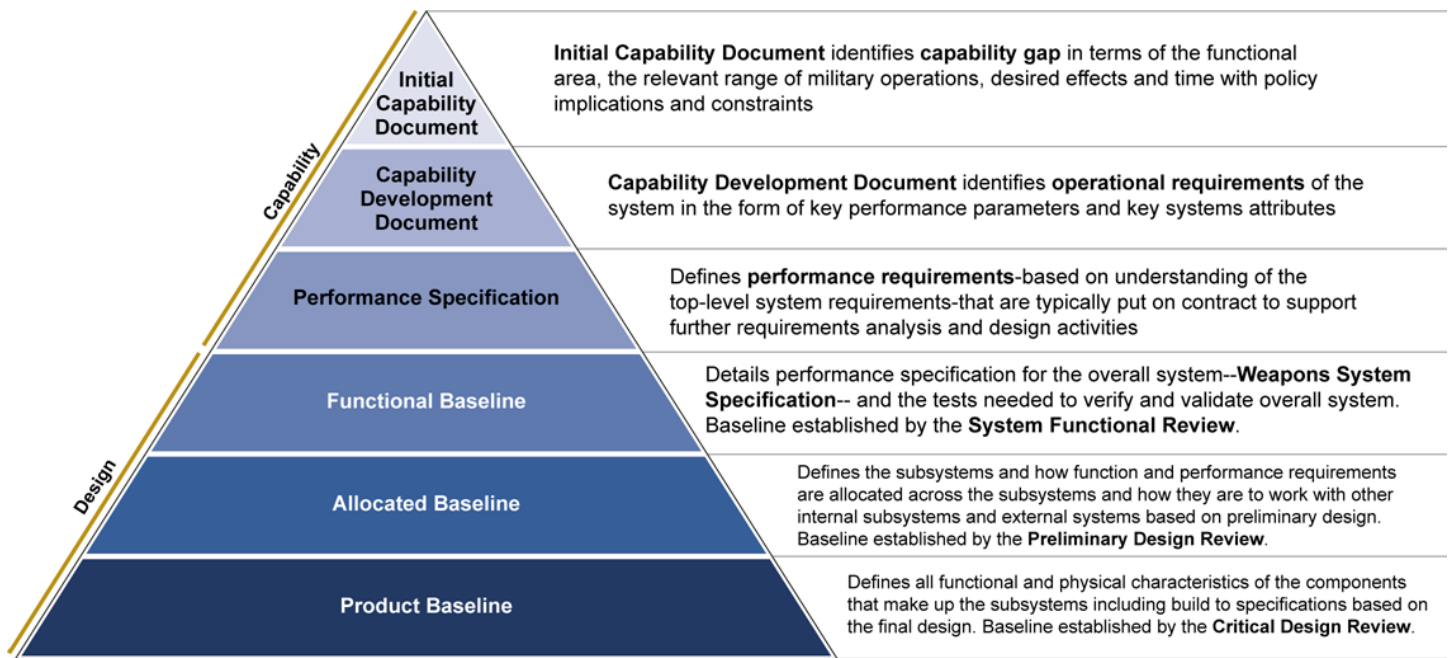 Initial
Capability
Document
Initial Capability Document identifies capability gap in terms of the functional
area, the relevant range of military operations, desired effects and time with policy
implications and constraints
Capability
Capability
Development
Document
Capability Development Document identifies operational requirements of the
system in the form of key performance parameters and key systems attributes
Performance Specification
Defines performance requirements-based on understanding of the
top-level system requirements-that are typically put on contract to support
further requirements analysis and design activities
Functional Baseline
Details performance specification for the overall system--Weapons System
Specification-- and the tests needed to verify and validate overall system.
Baseline established by the System Functional Review.
Design
Allocated Baseline
Defines the subsystems and how function and performance requirements
are allocated across the subsystems and how they are to work with other
internal subsystems and external systems based on preliminary design.
Baseline established by the Preliminary Design Review.
Product Baseline
Defines all functional and physical characteristics of the components
that make up the subsystems including build to specifications based on
the final design. Baseline established by the Critical Design Review.